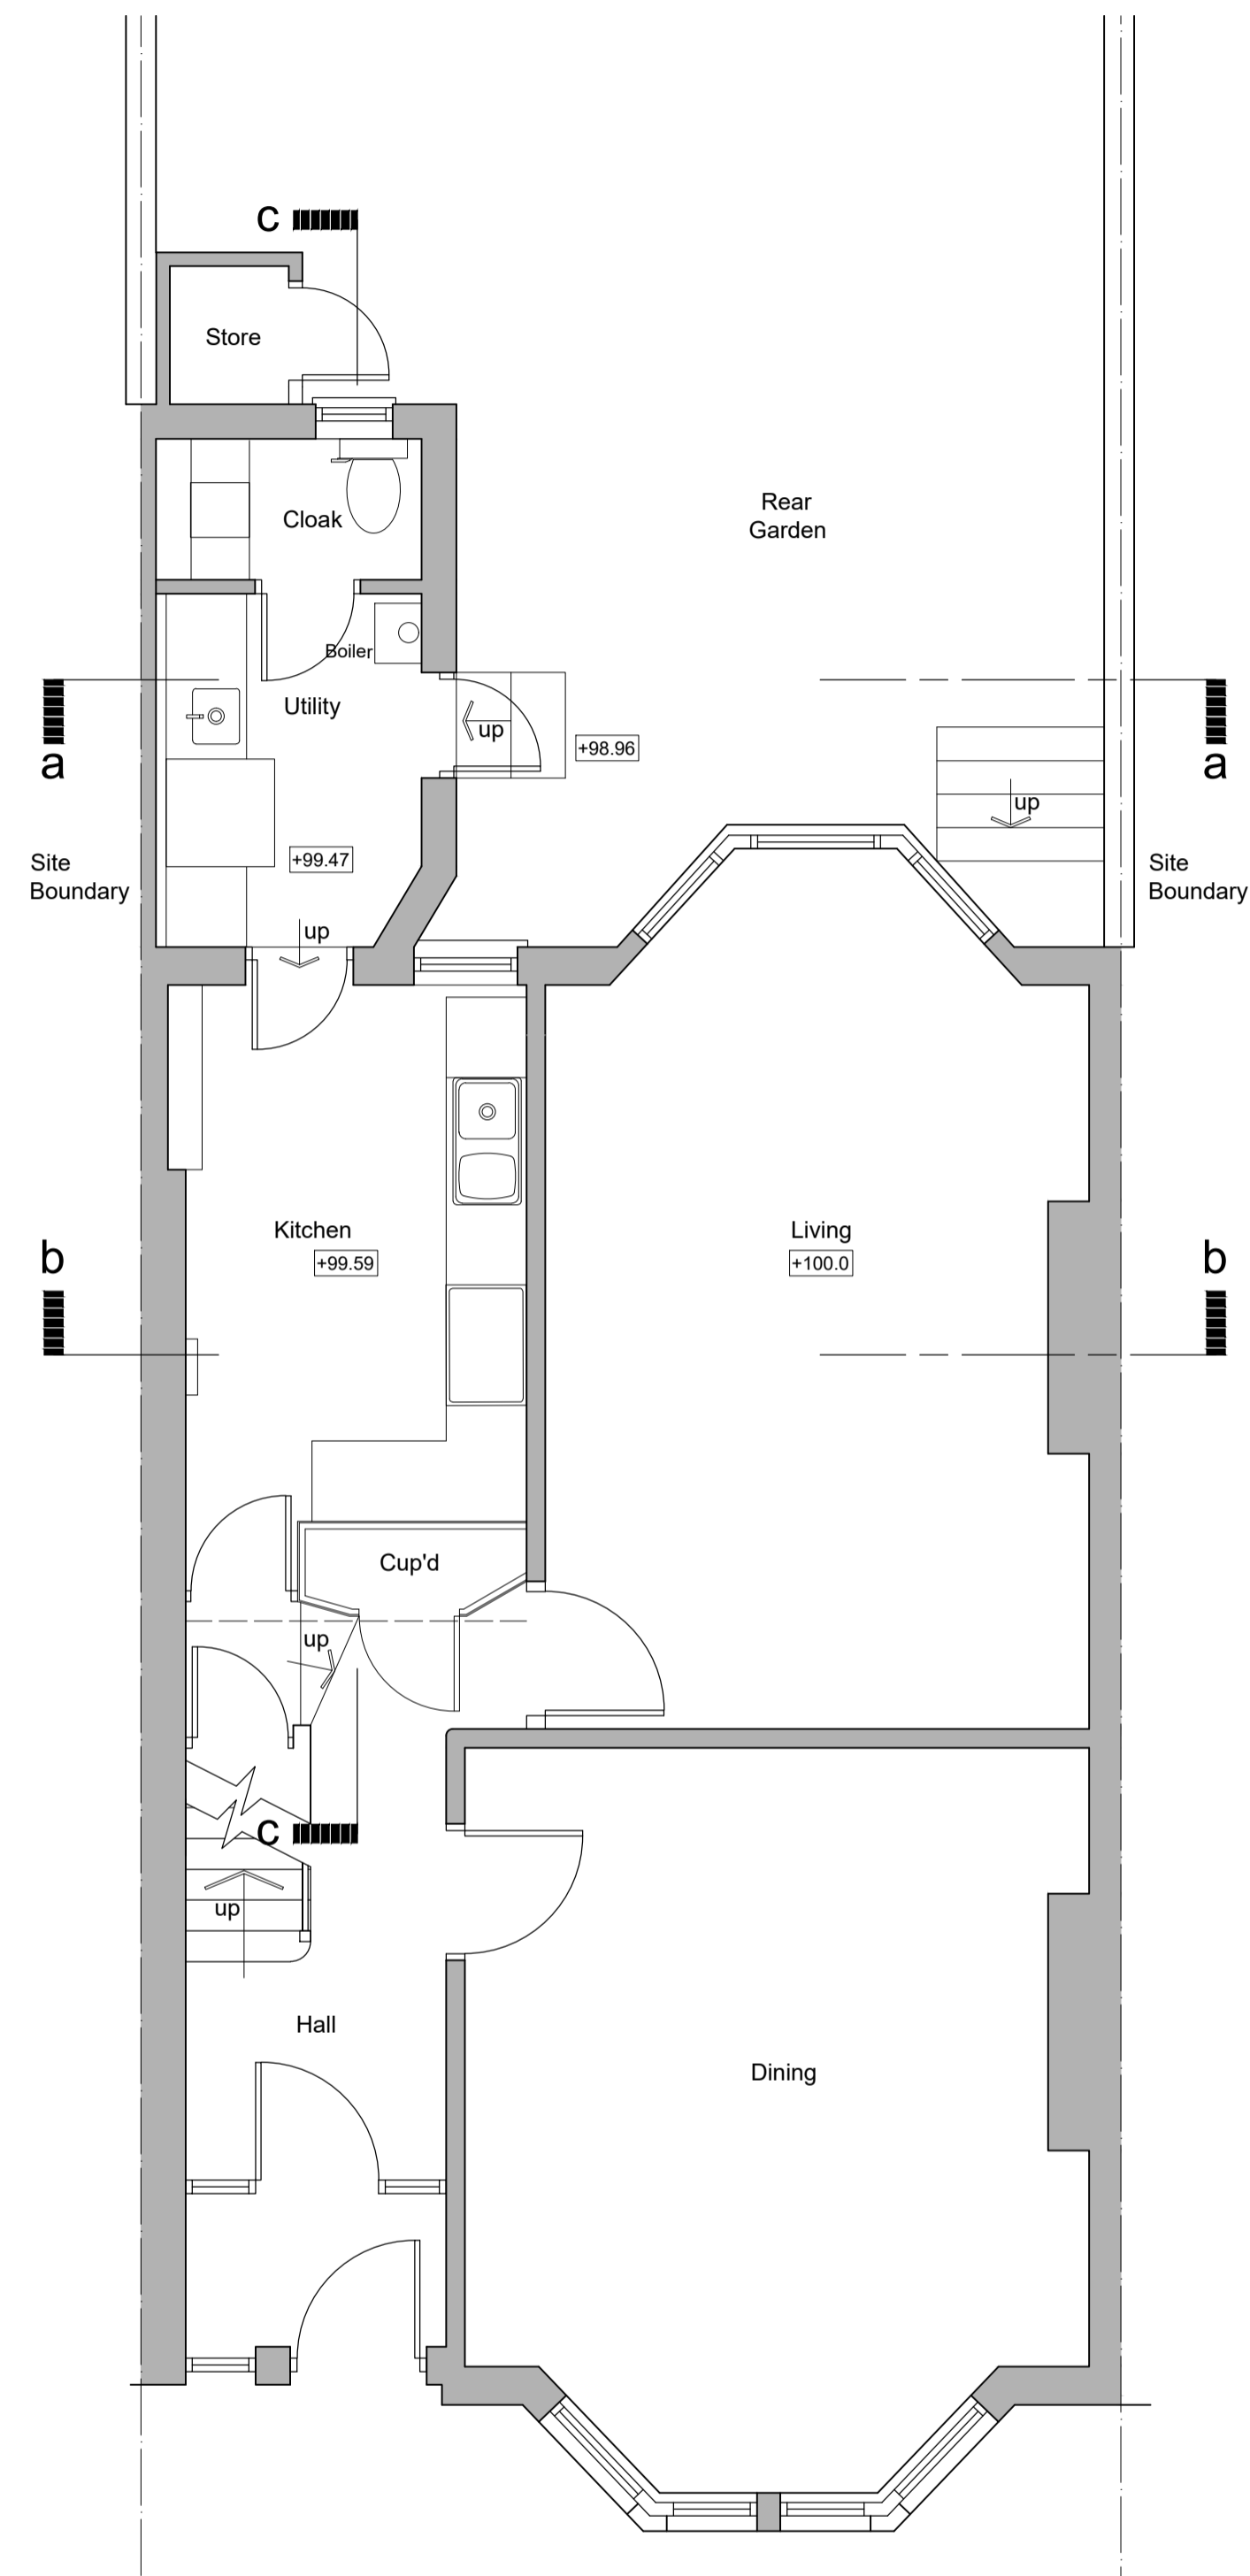 c
Store
Rear
Garden
Cloak
Boiler
Utility
up
+98.96
a
a
up
+99.47
Site
Boundary
Site
Boundary
up
Kitchen
+99.59
Living
+100.0
b
b
Cup'd
up
c
up
Hall
Dining